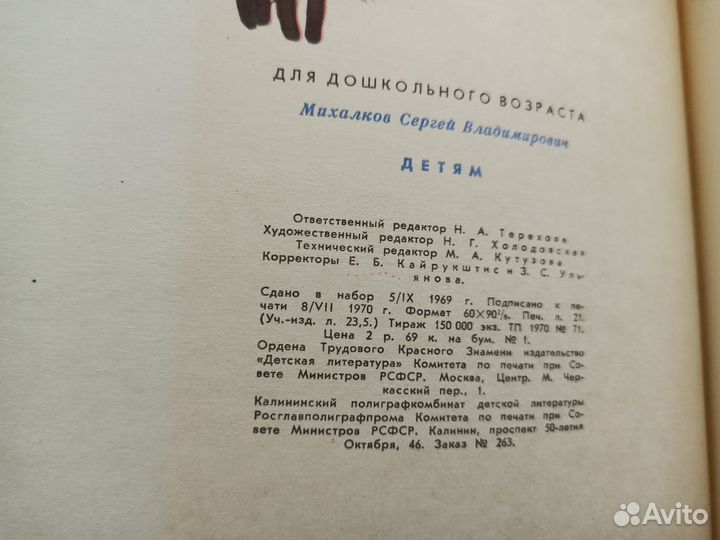 ДЛЯ ДОШКОЛЬНОГО ВОЗРАСТА
Михалков Сергей Владимирович
ДЕТЯМ
Ответственный редактор Н. А. Терехова
Художественный редактор Н. Г. Холодовская
Технический редактор М. А. Кутузова
Корректоры Е. Б. Кайрукштис и З. С. Уль-
янова.
Сдано в набор 5/IX 1969 г. Подписано к пе-
чати 8/VII 1970 г. Формат 60×90¹/₈. Печ. л. 21.
(Уч.-изд. л. 23,5.) Тираж 150 000 экз. ТП 1970 № 71.
Цена 2 р. 69 к. на бум. № 1.
Ордена Трудового Красного Знамени издательство
«Детская литература» Комитета по печати при Со-
вете Министров РСФСР. Москва, Центр, М. Чер-
касский пер., 1.
Калининский полиграфкомбинат детской литературы
Росглавполиграфпрома Комитета по печати при Со-
вете Министров РСФСР. Калинин, проспект 50-летия
Октября, 46. Заказ № 263.
Avito